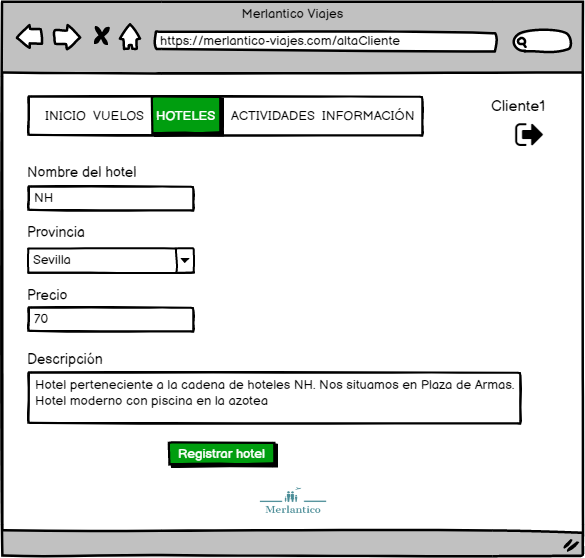 Merlantico Viajes
https://merlantico-viajes.com/altaCliente
Cliente1
INICIO VUELOS HOTELES ACTIVIDADES INFORMACIÓN
Nombre del hotel
NH
Provincia
Sevilla
Precio
70
Descripción
Hotel perteneciente a la cadena de hoteles NH. Nos situamos en Plaza de Armas.
Hotel moderno con piscina en la azotea
Registrar hotel
Merlantico